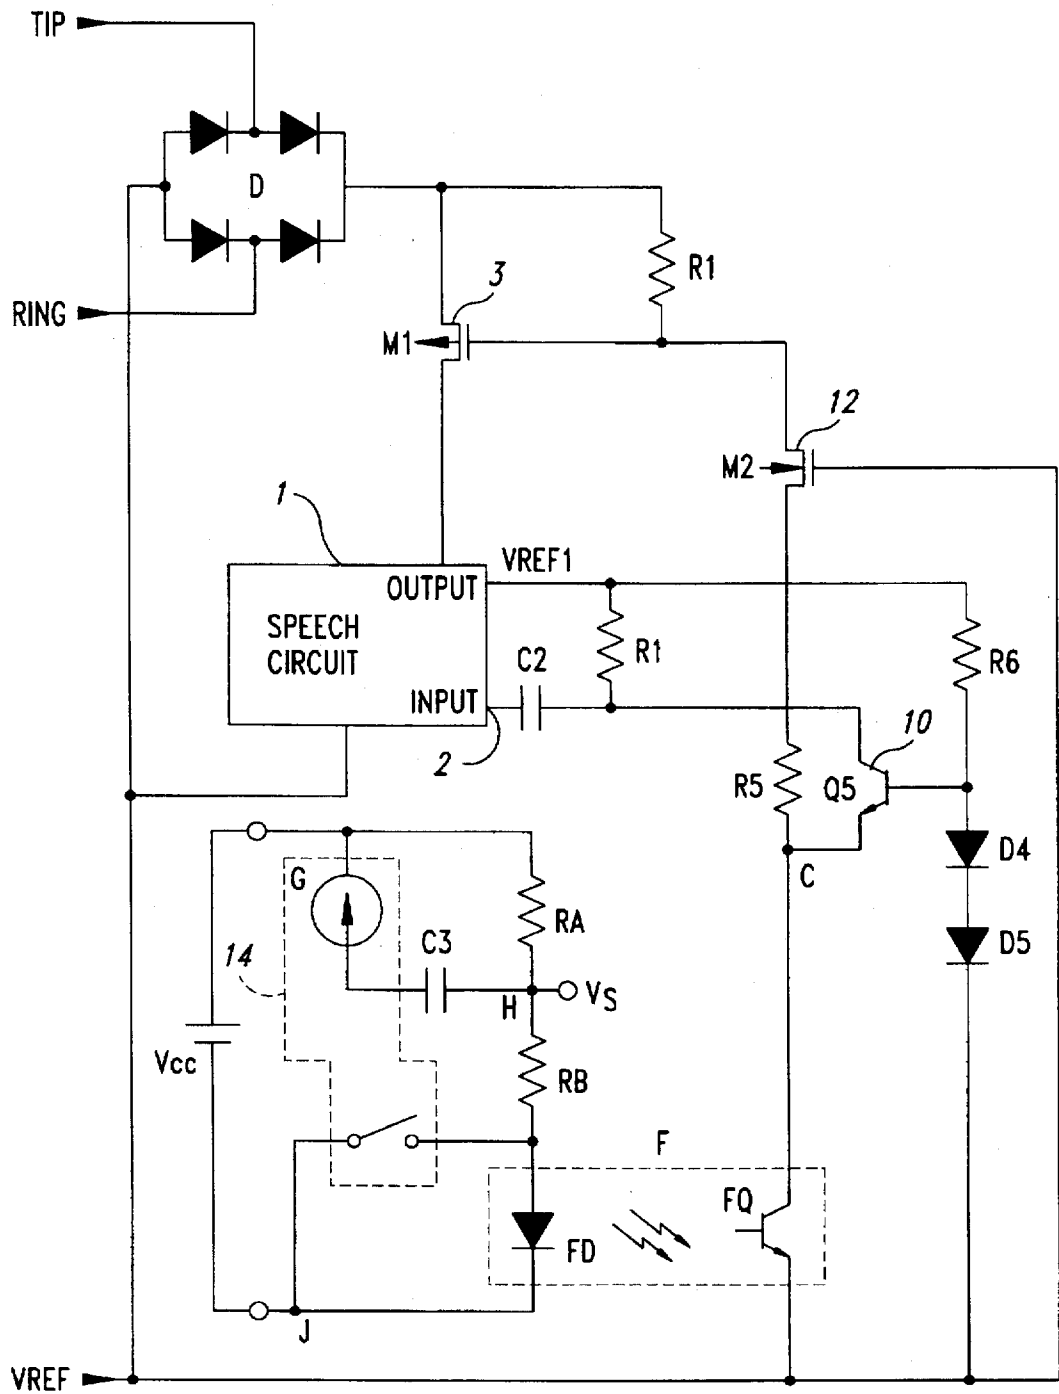 TIP
D
RING
3
R1
M1
12
M2
1
OUTPUT
VREF1
SPEECH
CIRCUIT
R1
C2
R6
INPUT
2
10
R5
Q5
D4
C
G
RA
C3
D5
14
H
VS
Vcc
RB
F
FQ
FD
J
VREF